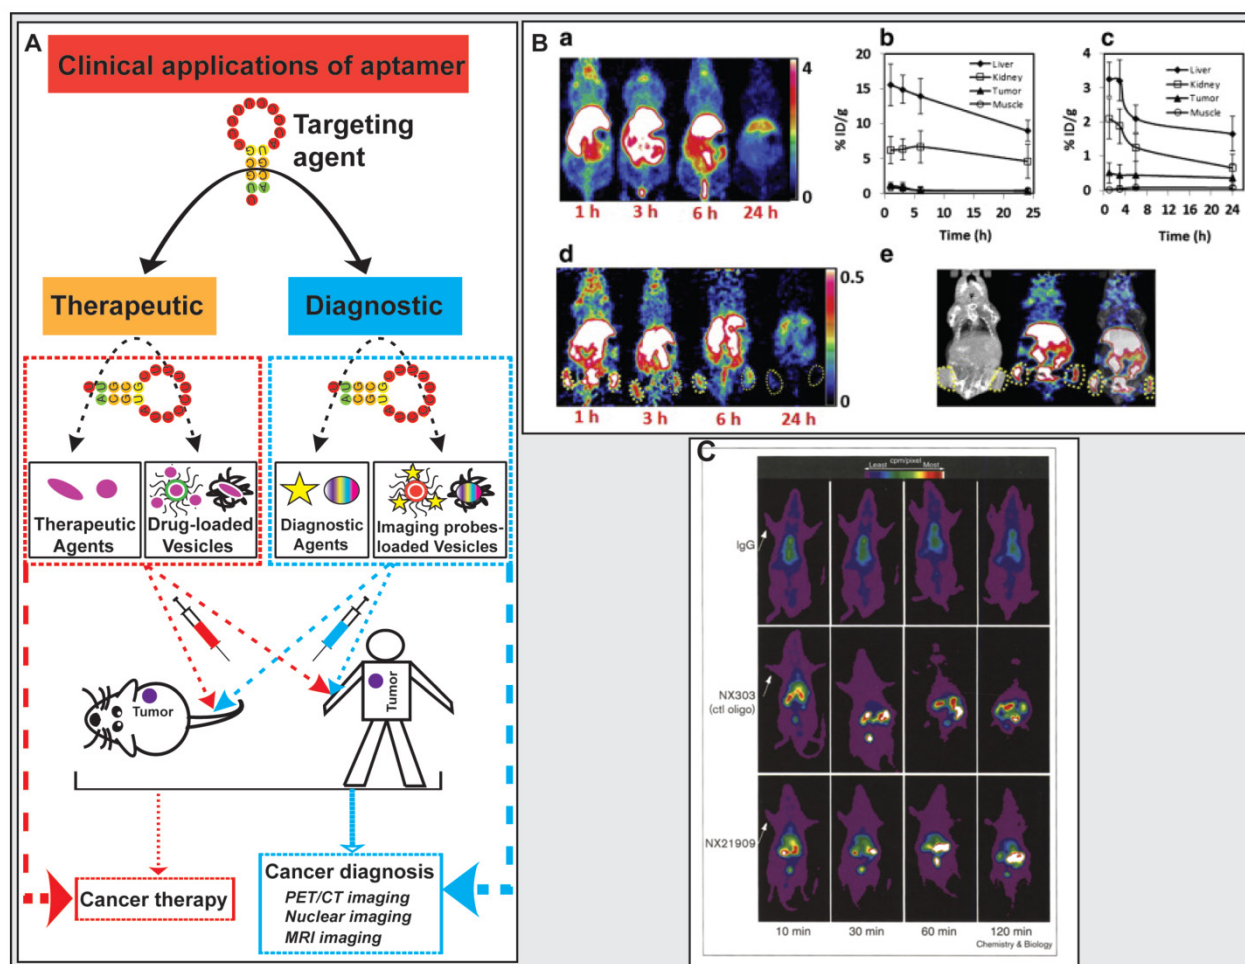 A
Clinical applications of aptamer
Targeting
agent
Therapeutic
Diagnostic
Therapeutic
Agents
Drug-loaded
Vesicles
Diagnostic
Agents
Imaging probes-
loaded Vesicles
Tumor
Tumor
Cancer therapy
Cancer diagnosis
PET/CT imaging
Nuclear imaging
MRI imaging
B
a
4
0
1 h
3 h
6 h
24 h
b
% ID/g
20
15
10
5
0
Liver
Kidney
Tumor
Muscle
0
5
10
15
20
25
Time (h)
c
% ID/g
4
3
2
1
0
Liver
Kidney
Tumor
Muscle
0
4
8
12
16
20
24
Time (h)
d
0.5
0
1 h
3 h
6 h
24 h
e
C
cpm/pixel
Least
Most
IgG
NX303
(ctl oligo)
NX21909
10 min
30 min
60 min
120 min
Chemistry & Biology